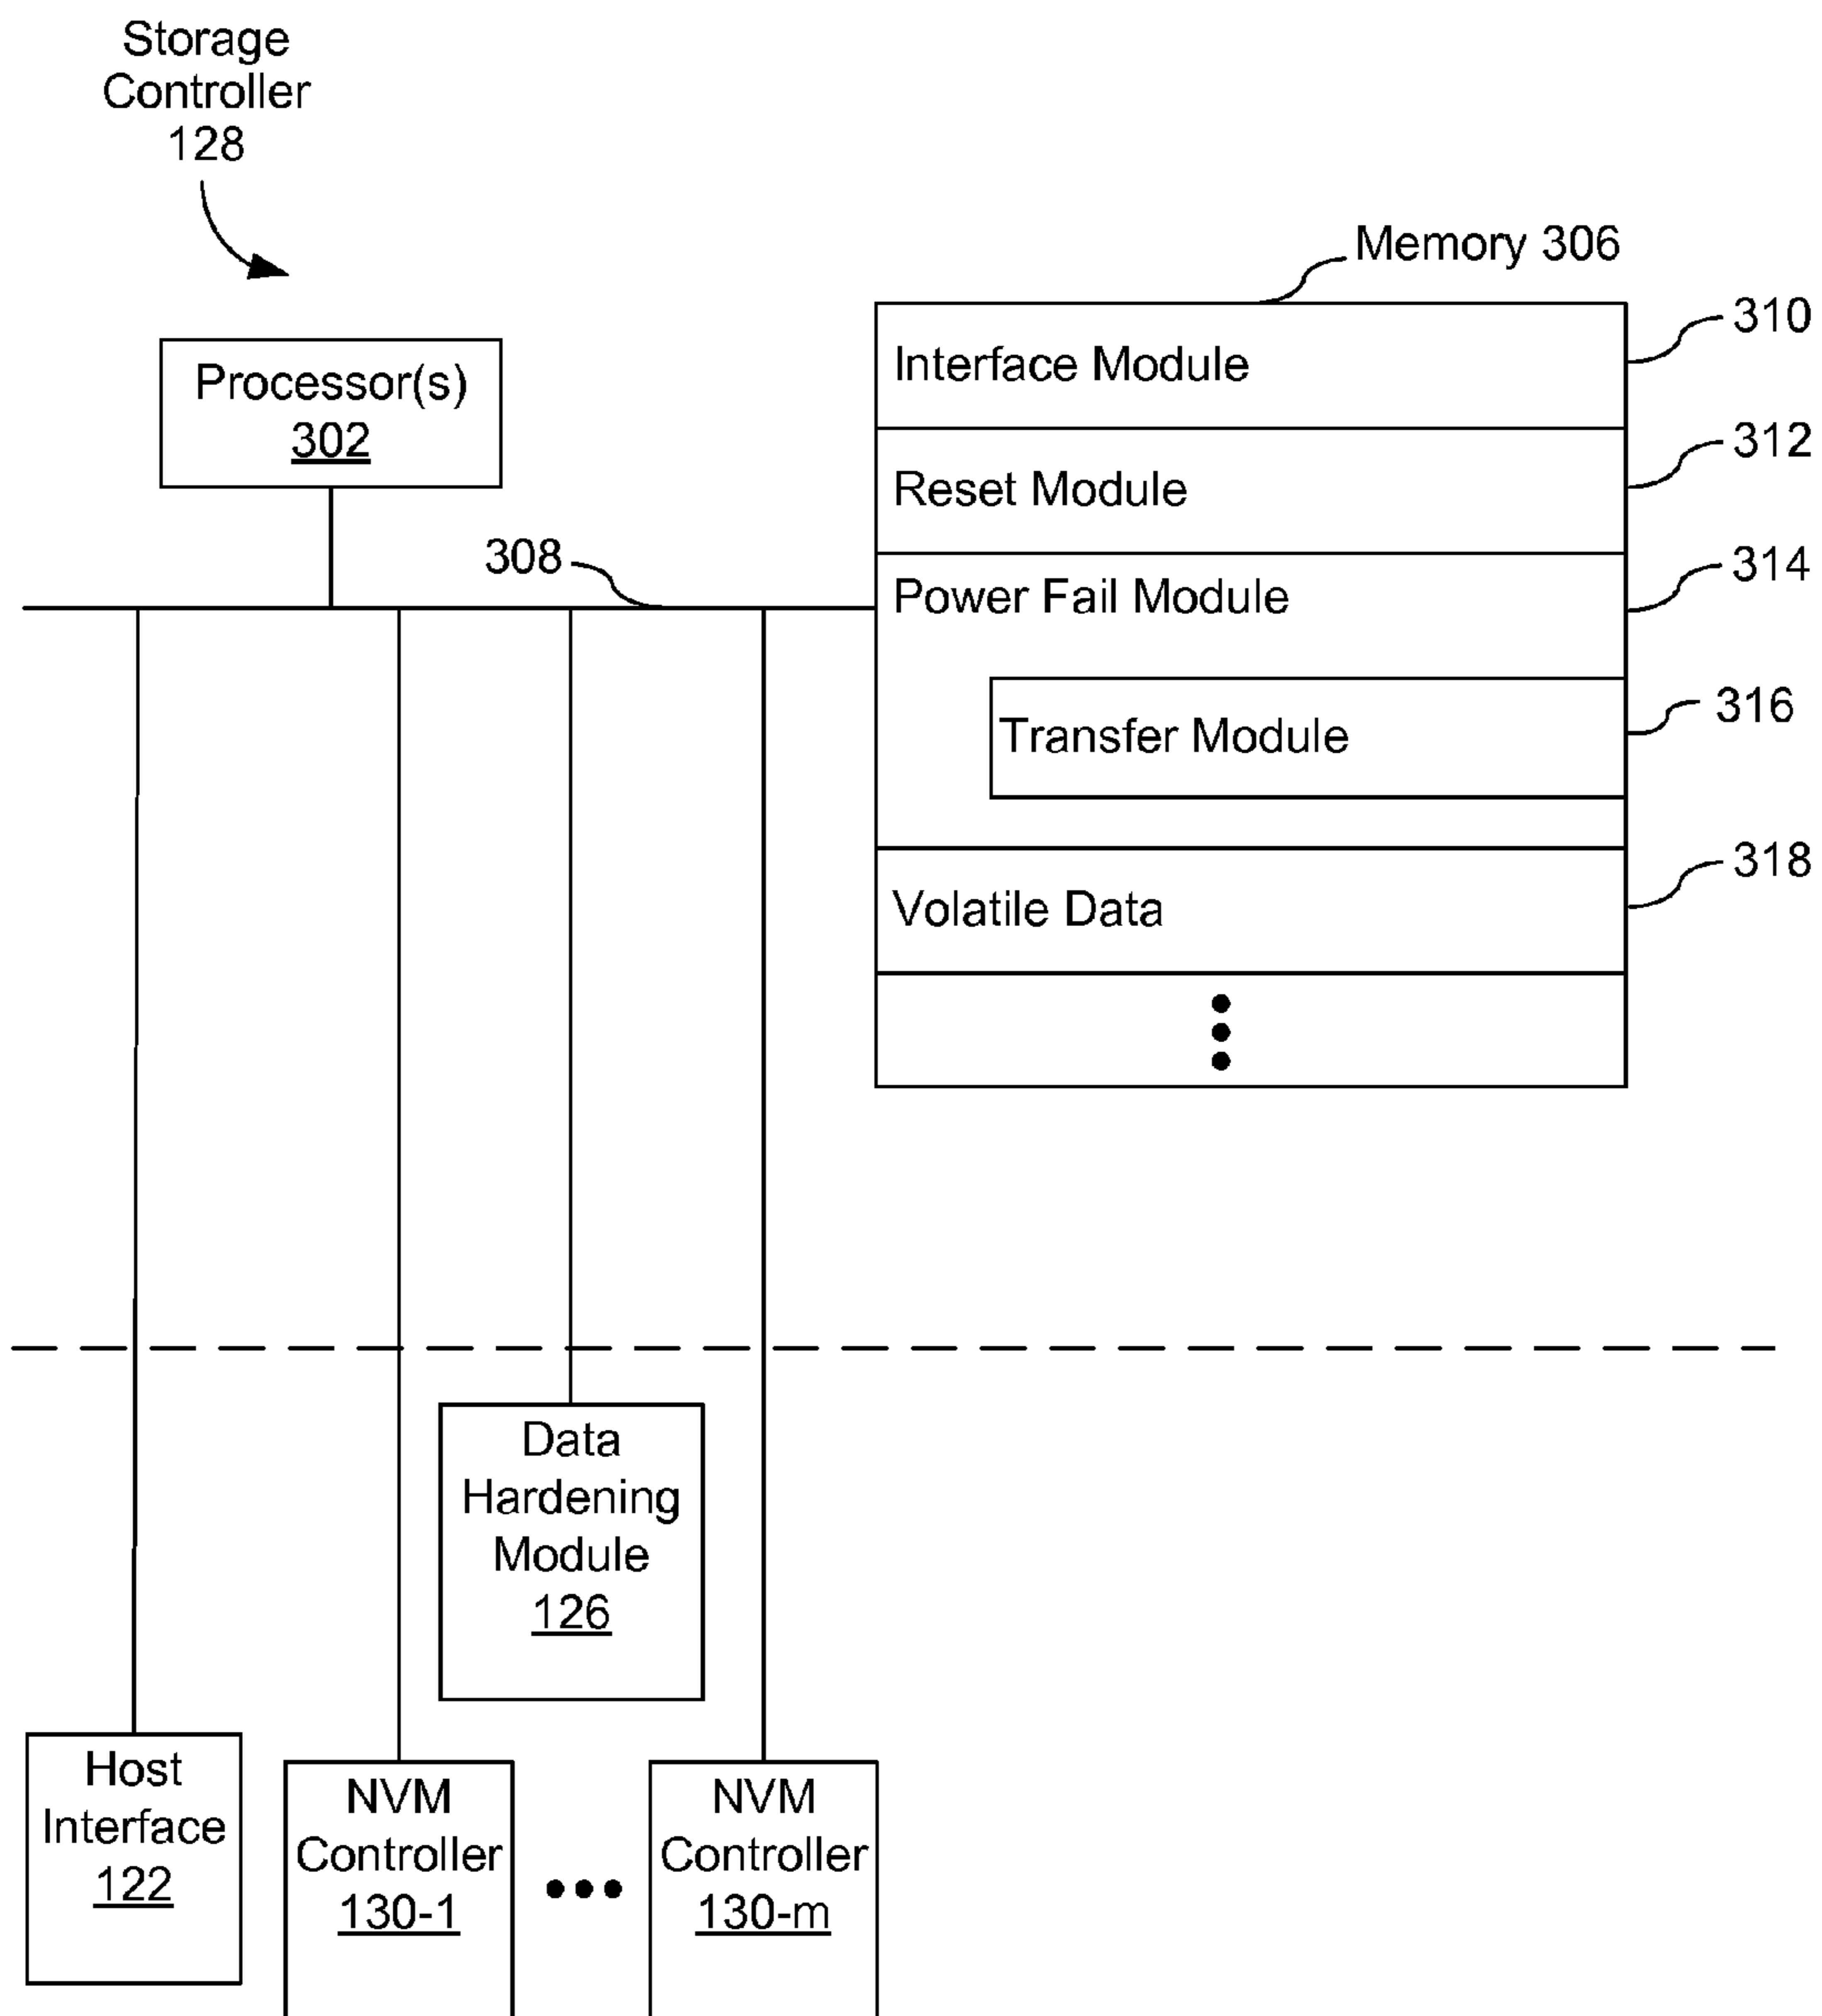 Storage
Controller
128
Memory 306
310
Interface Module
Processor(s)
302
312
Reset Module
308
314
Power Fail Module
316
Transfer Module
318
Volatile Data
Data
Hardening
Module
126
Host
Interface
122
NVM
Controller
130-1
NVM
Controller
130-m